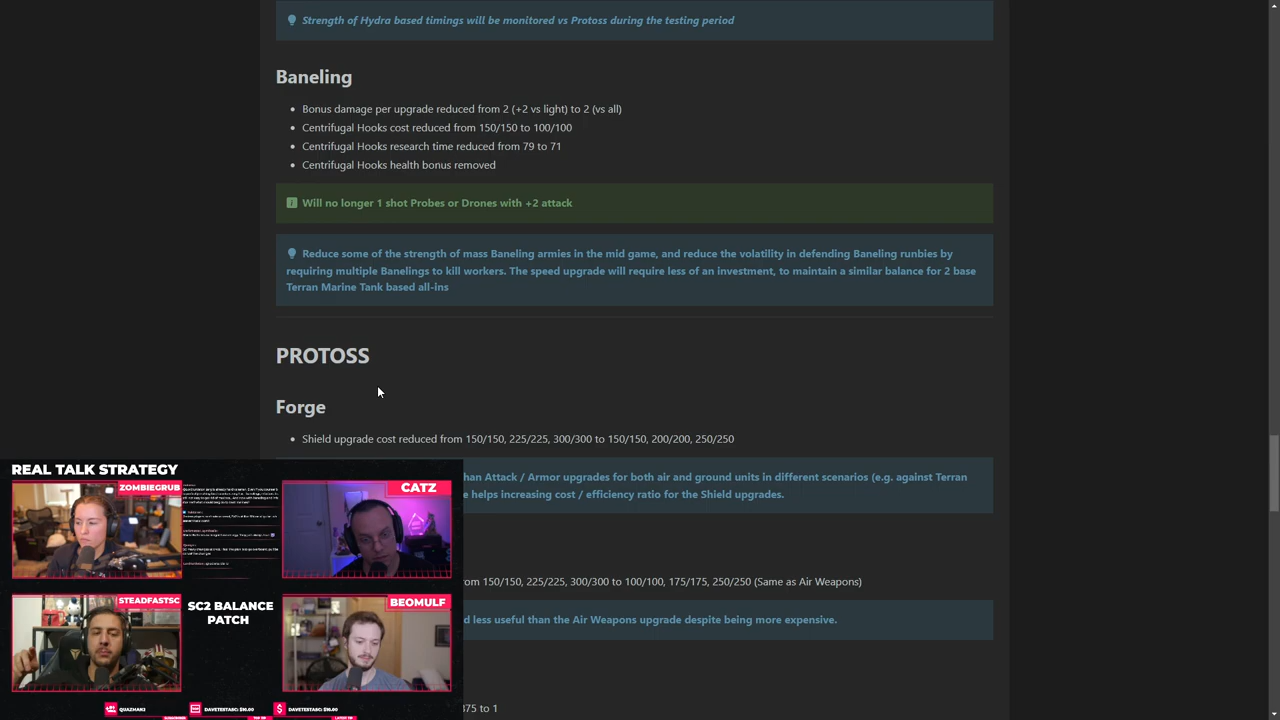 Strength of Hydra based timings will be monitored vs Protoss during the testing period
Baneling
Bonus damage per upgrade reduced from 2 (+2 vs light) to 2 (vs all)
Centrifugal Hooks cost reduced from 150/150 to 100/100
Centrifugal Hooks research time reduced from 79 to 71
Centrifugal Hooks health bonus removed
Will no longer 1 shot Probes or Drones with +2 attack
Reduce some of the strength of mass Baneling armies in the mid game, and reduce the volatility in defending Baneling runbies by
requiring multiple Banelings to kill workers. The speed upgrade will require less of an investment, to maintain a similar balance for 2 base
Terran Marine Tank based all-ins
PROTOSS
Forge
Shield upgrade cost reduced from 150/150, 225/225, 300/300 to 150/150, 200/200, 250/250
han Attack / Armor upgrades for both air and ground units in different scenarios (e.g. against Terran
e helps increasing cost / efficiency ratio for the Shield upgrades.
om 150/150, 225/225, 300/300 to 100/100, 175/175, 250/250 (Same as Air Weapons)
d less useful than the Air Weapons upgrade despite being more expensive.
375 to 1
REAL TALK STRATEGY
ZOMBIEGRUB
CATZ
STEADFASTSC
SC2 BALANCE
PATCH
BEOMULF
QUAZMAN2
DAVETESTASC: $10.00
DAVETESTASC: $10.00